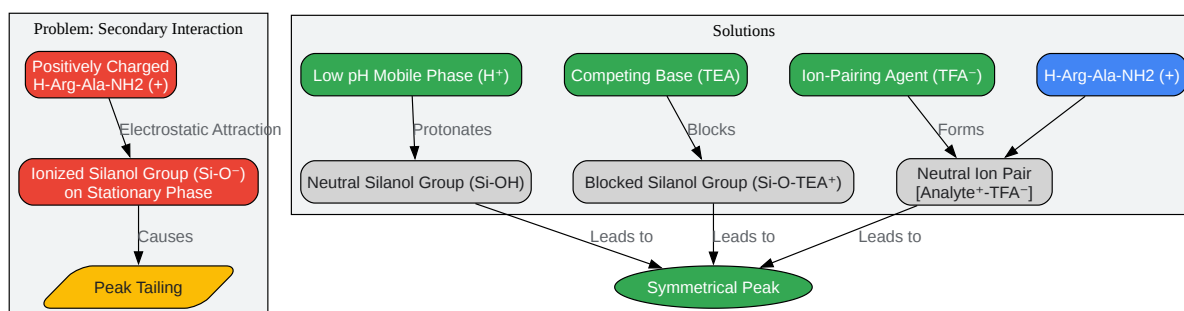 Problem: Secondary Interaction
Positively Charged
H-Arg-Ala-NH2 (+)
Electrostatic Attraction
Ionized Silanol Group (Si-O⁻)
on Stationary Phase
Causes
Peak Tailing
Solutions
Low pH Mobile Phase (H⁺)
Competing Base (TEA)
Ion-Pairing Agent (TFA⁻)
H-Arg-Ala-NH2 (+)
Protonates
Blocks
Forms
Neutral Silanol Group (Si-OH)
Blocked Silanol Group (Si-O-TEA⁺)
Neutral Ion Pair
[Analyte⁺-TFA⁻]
Leads to
Leads to
Leads to
Symmetrical Peak